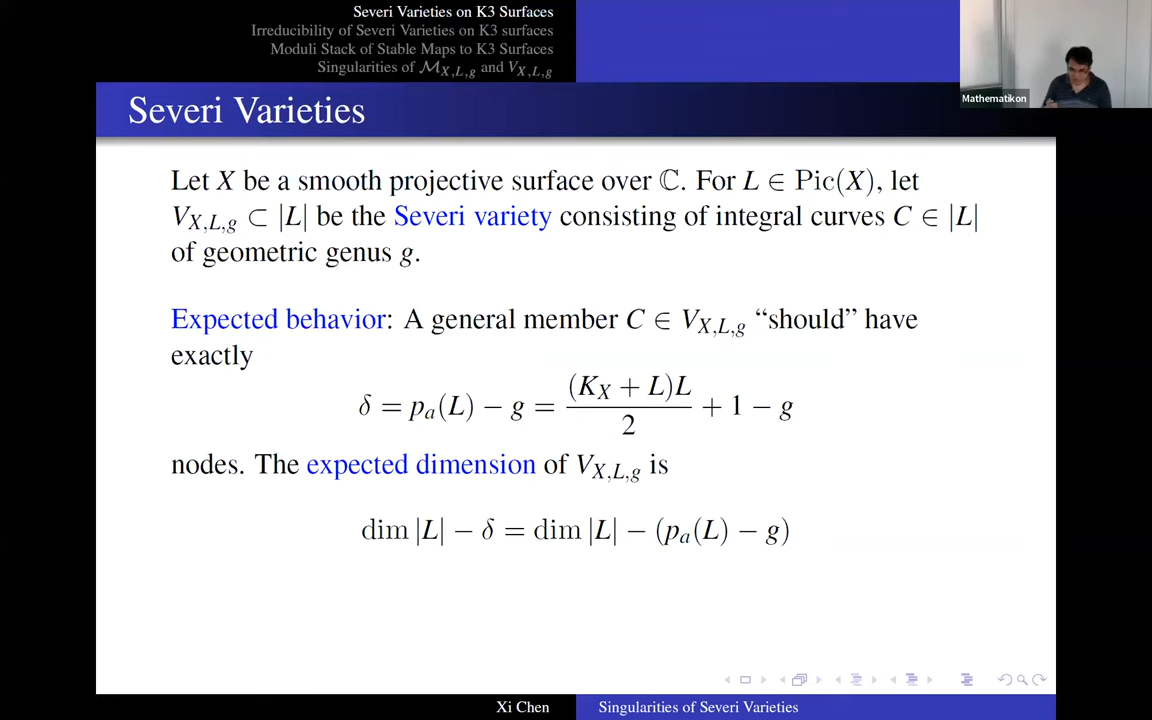 Severi Varieties on K3 Surfaces
Irreducibility of Severi Varieties on K3 surfaces
Moduli Stack of Stable Maps to K3 Surfaces
Singularities of $\mathcal{M}_{X,L,g}$ and $V_{X,L,g}$
Mathematikon
Severi Varieties
Let $X$ be a smooth projective surface over $\mathbb{C}$. For $L \in \mathrm{Pic}(X)$, let
$V_{X,L,g} \subset |L|$ be the Severi variety consisting of integral curves $C \in |L|$
of geometric genus $g$.
Expected behavior: A general member $C \in V_{X,L,g}$ “should” have
exactly
$\delta = p_a(L) - g = \frac{(K_X + L)L}{2} + 1 - g$
nodes. The expected dimension of $V_{X,L,g}$ is
$\dim |L| - \delta = \dim |L| - (p_a(L) - g)$
Xi Chen
Singularities of Severi Varieties